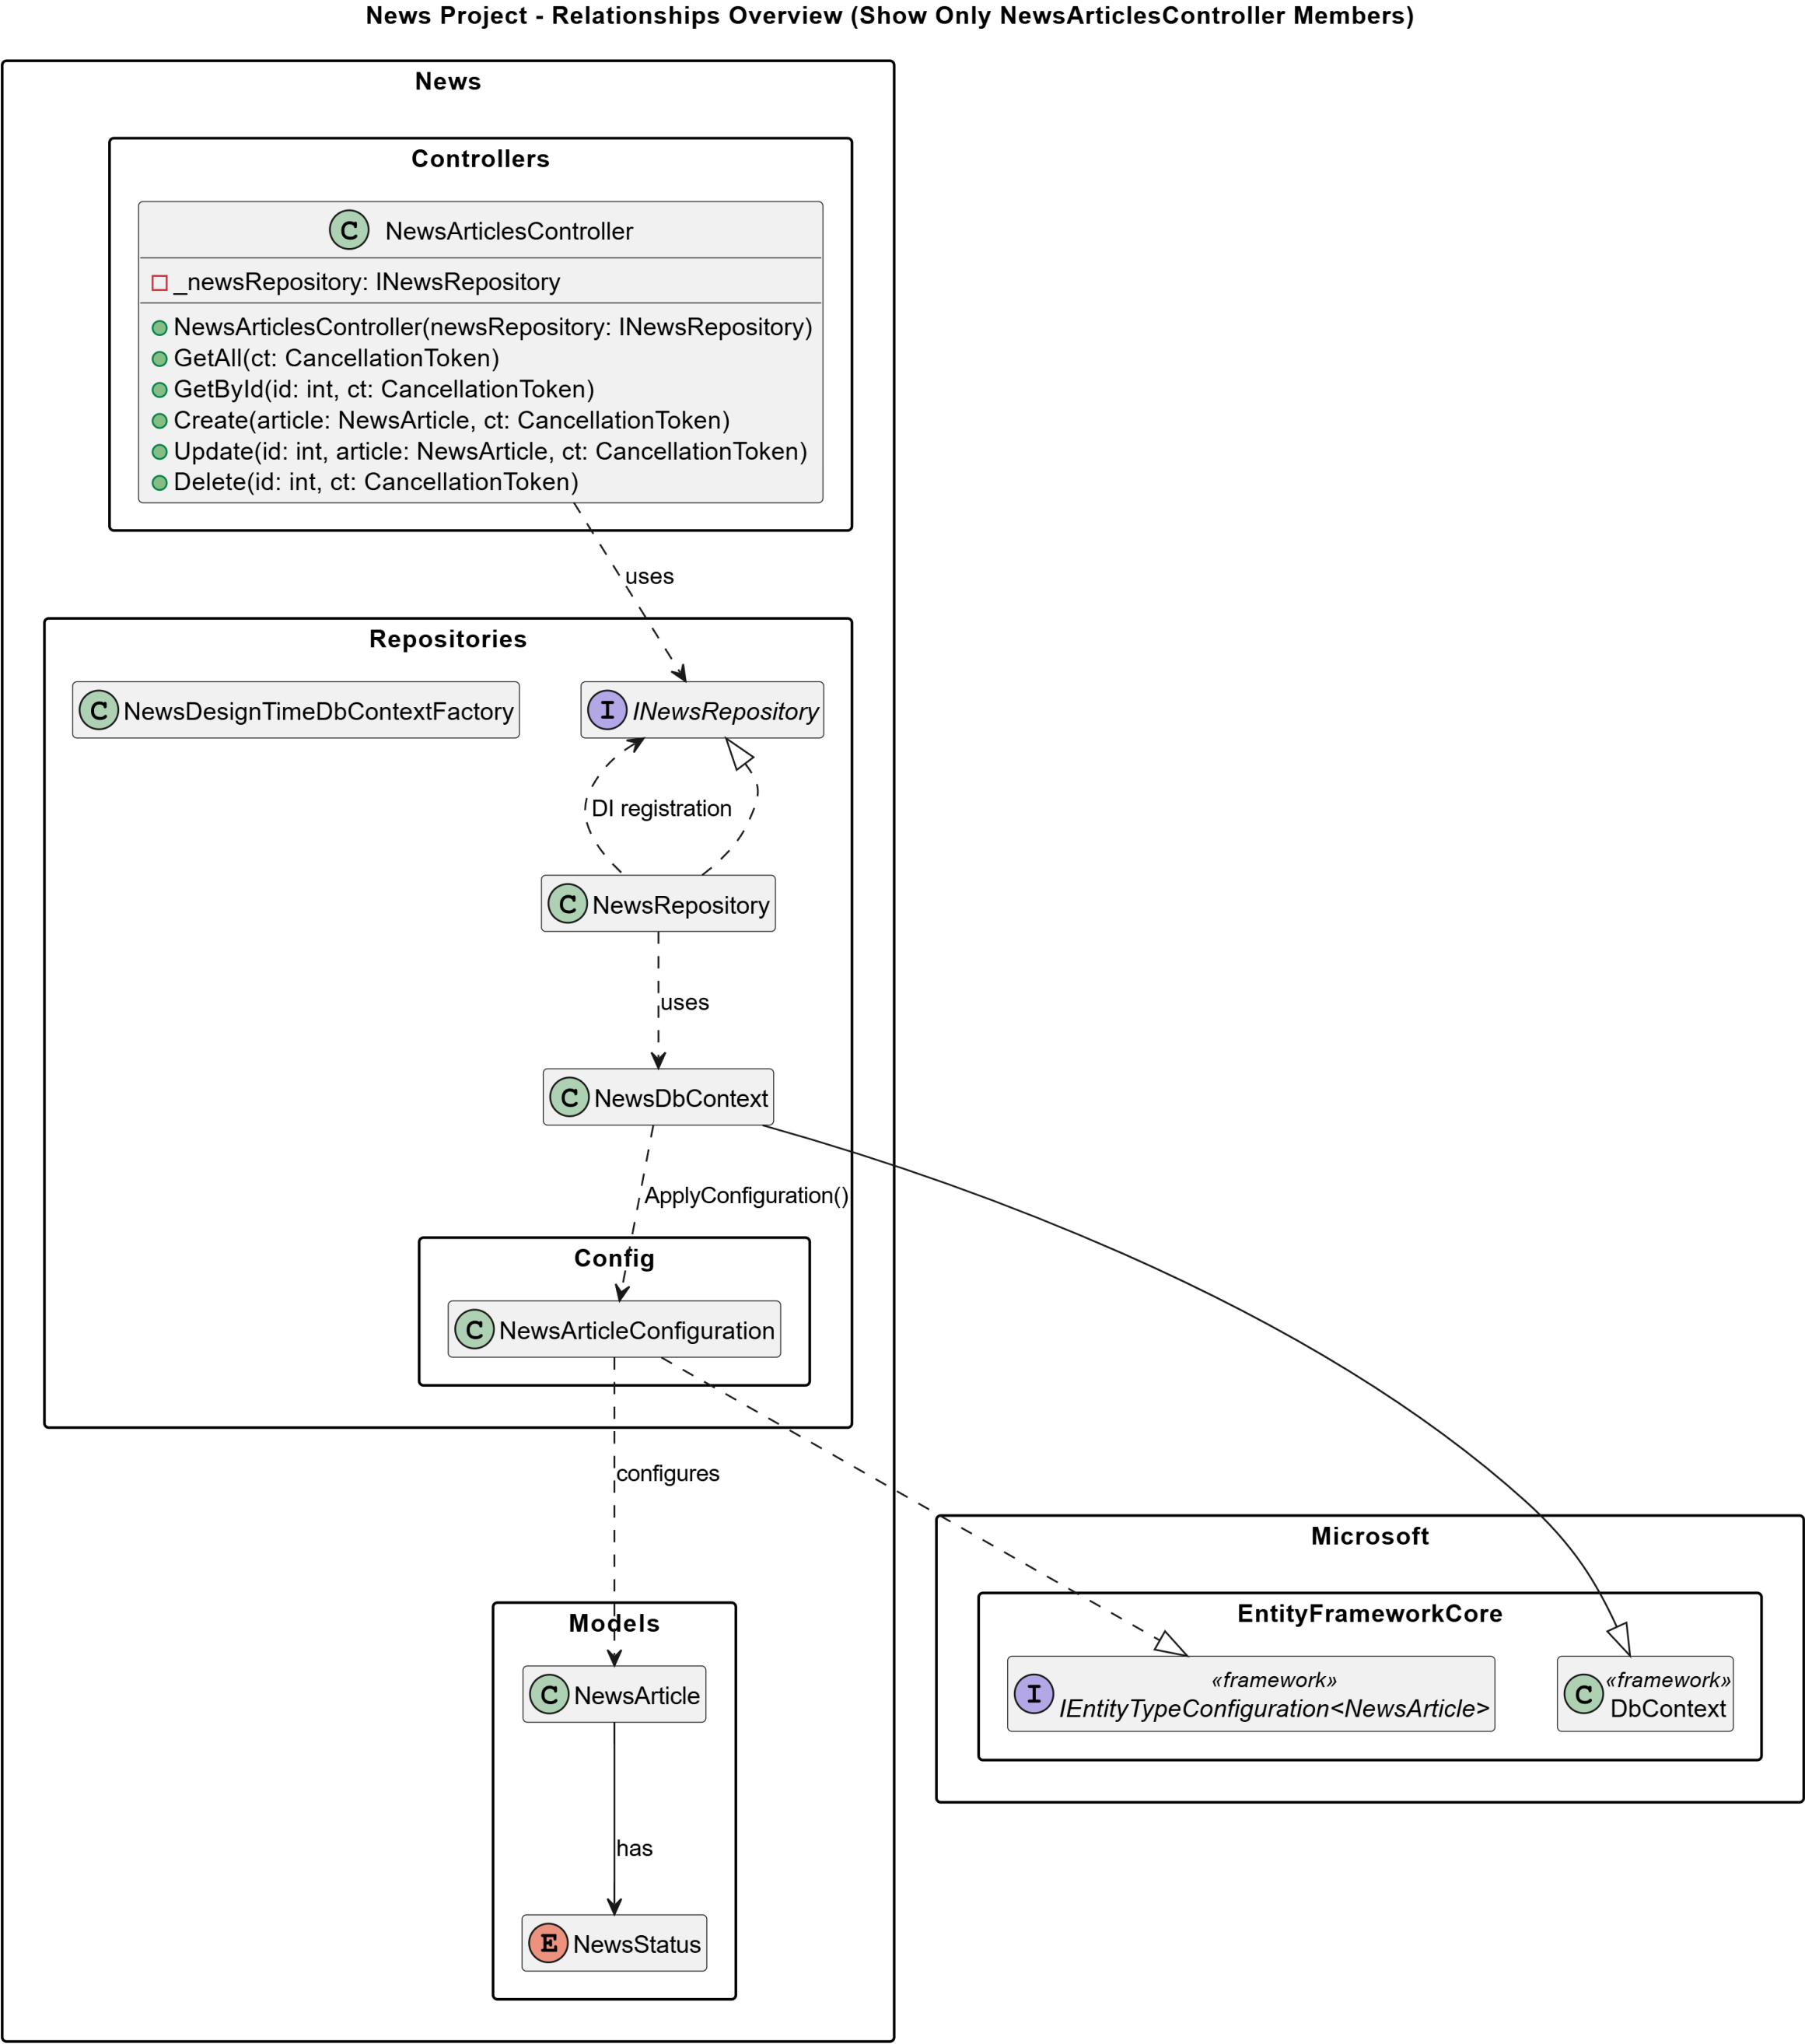 News Project - Relationships Overview (Show Only NewsArticlesController Members)
News
Controllers
C NewsArticlesController
_newsRepository: INewsRepository
NewsArticlesController(newsRepository: INewsRepository)
GetAll(ct: CancellationToken)
GetById(id: int, ct: CancellationToken)
Create(article: NewsArticle, ct: CancellationToken)
Update(id: int, article: NewsArticle, ct: CancellationToken)
Delete(id: int, ct: CancellationToken)
uses
Repositories
C NewsDesignTimeDbContextFactory
I INewsRepository
DI registration
C NewsRepository
uses
C NewsDbContext
ApplyConfiguration()
Config
C NewsArticleConfiguration
configures
Microsoft
EntityFrameworkCore
«framework»
I IEntityTypeConfiguration<NewsArticle>
«framework»
C DbContext
Models
C NewsArticle
has
E NewsStatus